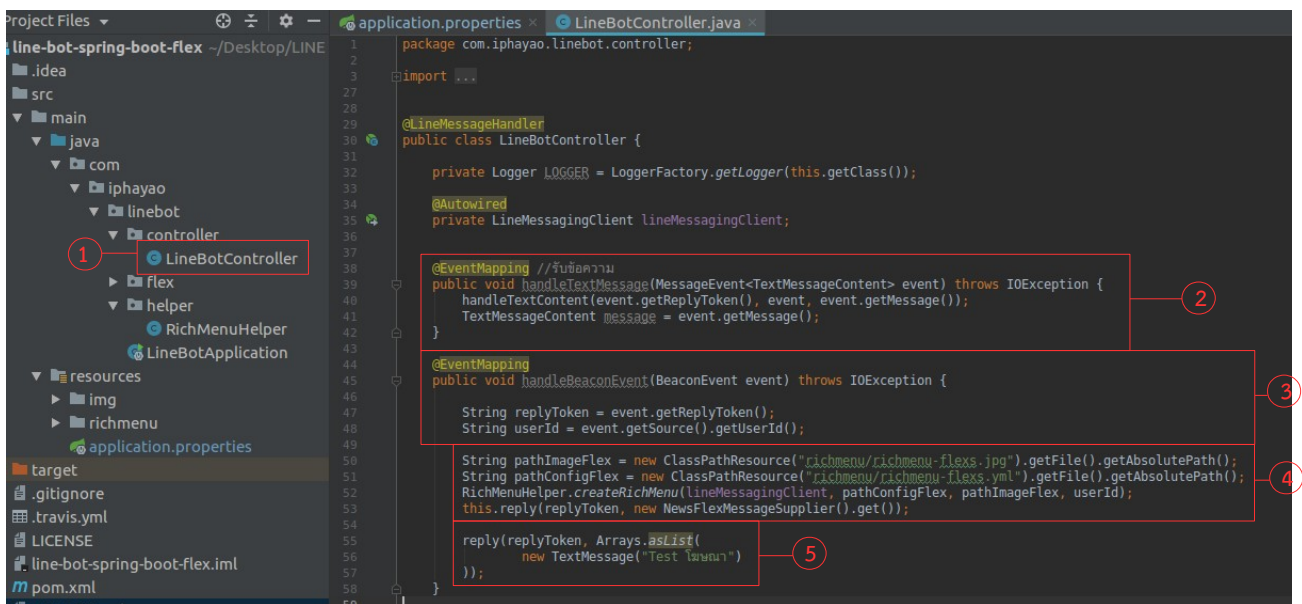 Project Files
line-bot-spring-boot-flex ~/Desktop/LINE
.idea
src
main
java
com
iphayao
linebot
controller
1
LineBotController
flex
helper
RichMenuHelper
LineBotApplication
resources
img
richmenu
application.properties
target
.gitignore
.travis.yml
LICENSE
line-bot-spring-boot-flex.iml
pom.xml
application.properties × LineBotController.java ×
1 package com.iphayao.linebot.controller;
2
3 import ...
27
28
29 @LineMessageHandler
30 public class LineBotController {
31
32 private Logger LOGGER = LoggerFactory.getLogger(this.getClass());
33
34 @Autowired
35 private LineMessagingClient lineMessagingClient;
36
37
38 @EventMapping //รับข้อความ
39 public void handleTextMessage(MessageEvent<TextMessageContent> event) throws IOException {
40 handleTextContent(event.getReplyToken(), event, event.getMessage());
2
41 TextMessageContent message = event.getMessage();
42 }
43
44 @EventMapping
45 public void handleBeaconEvent(BeaconEvent event) throws IOException {
3
46
47 String replyToken = event.getReplyToken();
48 String userId = event.getSource().getUserId();
49
50 String pathImageFlex = new ClassPathResource("richmenu/richmenu-flexs.jpg").getFile().getAbsolutePath();
51 String pathConfigFlex = new ClassPathResource("richmenu/richmenu-flexs.yml").getFile().getAbsolutePath();
4
52 RichMenuHelper.createRichMenu(lineMessagingClient, pathConfigFlex, pathImageFlex, userId);
53 this.reply(replyToken, new NewsFlexMessageSupplier().get());
54
55 reply(replyToken, Arrays.asList(
56 new TextMessage("Test โฆษณา")
5
57 ));
58 }
59